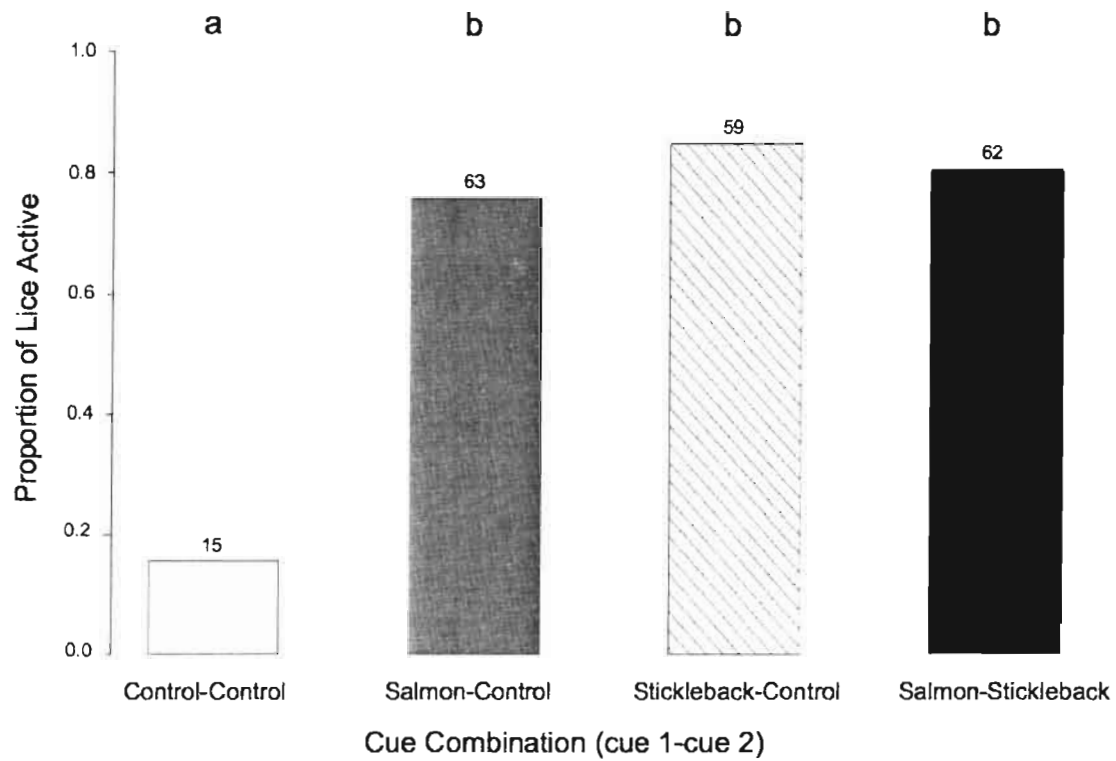 a b b b
1.0
0.8
0.6
0.4
0.2
0.0
Proportion of Lice Active
15
63
59
62
Control-Control Salmon-Control Stickleback-Control Salmon-Stickleback
Cue Combination (cue 1-cue 2)